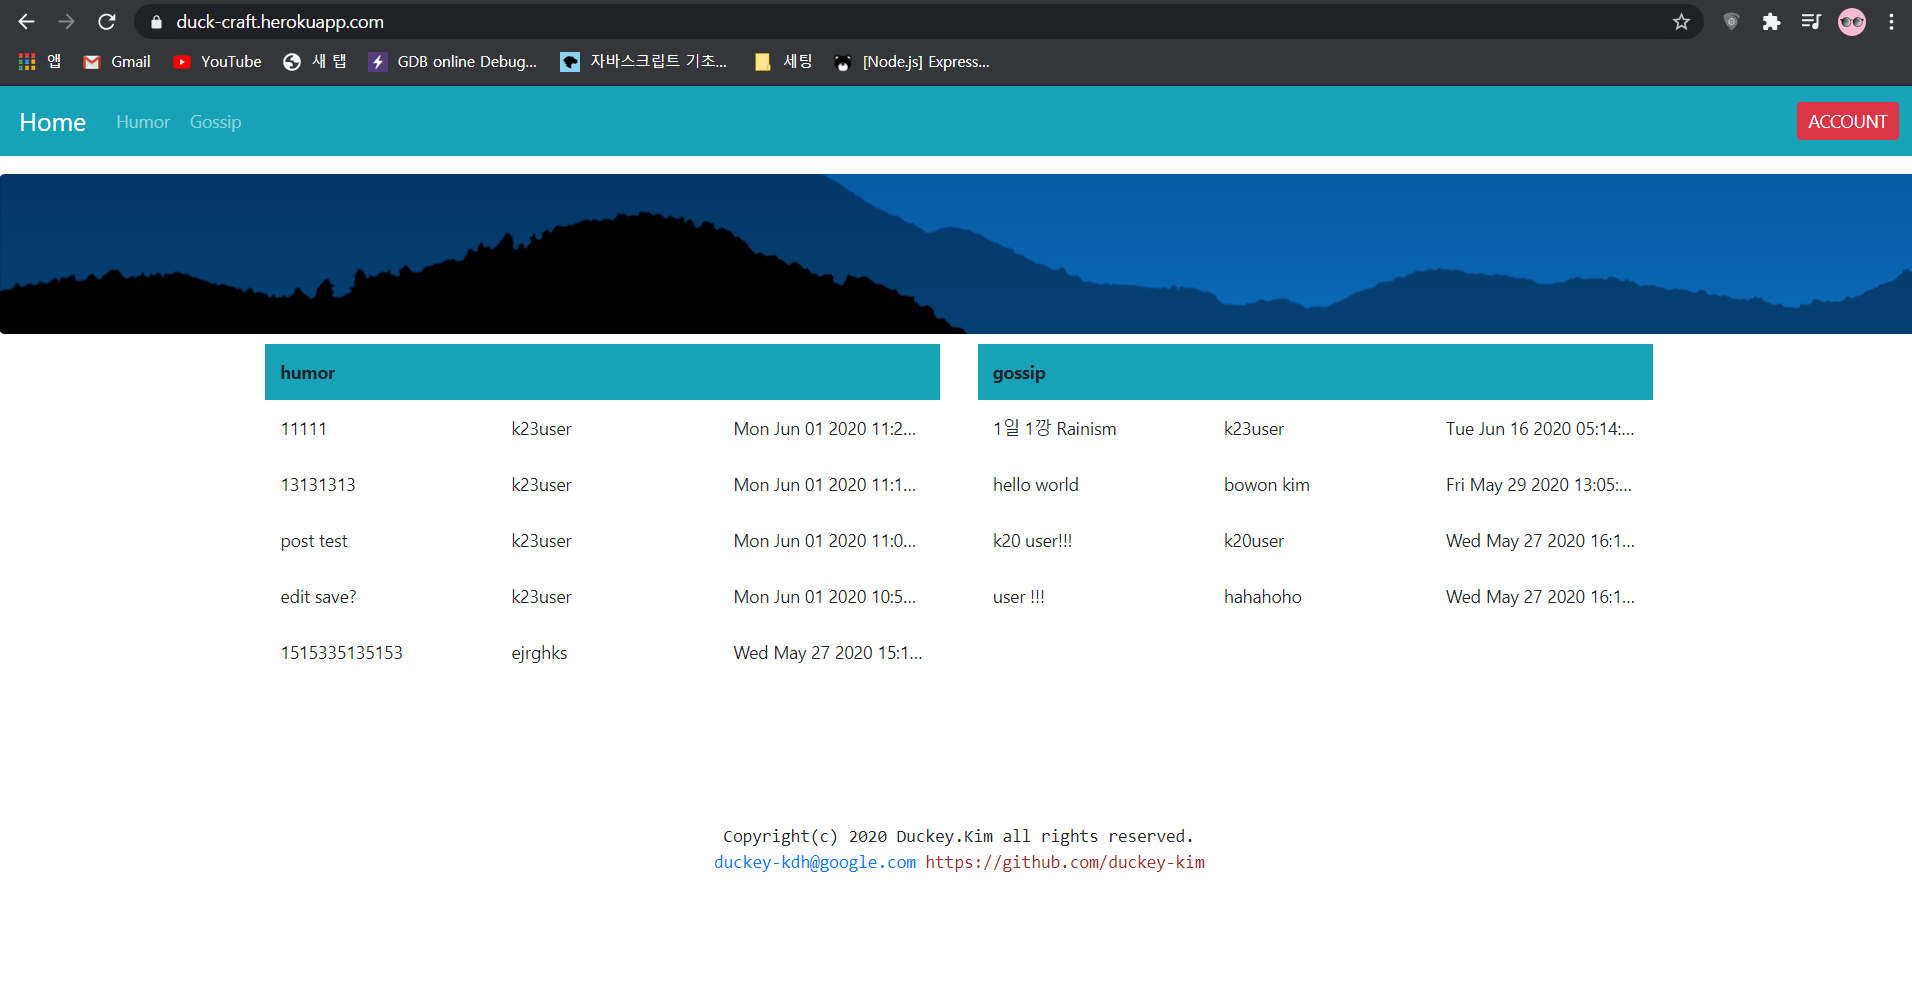 duck-craft.herokuapp.com
앱 Gmail YouTube 새 탭 GDB online Debug... 자바스크립트 기초... 세팅 [Node.js] Express...
Home Humor Gossip ACCOUNT
humor
11111 k23user Mon Jun 01 2020 11:2...
13131313 k23user Mon Jun 01 2020 11:1...
post test k23user Mon Jun 01 2020 11:0...
edit save? k23user Mon Jun 01 2020 10:5...
1515335135153 ejrghks Wed May 27 2020 15:1...
gossip
1일 1깡 Rainism k23user Tue Jun 16 2020 05:14:...
hello world bowon kim Fri May 29 2020 13:05:...
k20 user!!! k20user Wed May 27 2020 16:1...
user !!! hahahoho Wed May 27 2020 16:1...
Copyright(c) 2020 Duckey.Kim all rights reserved.
duckey-kdh@google.com https://github.com/duckey-kim